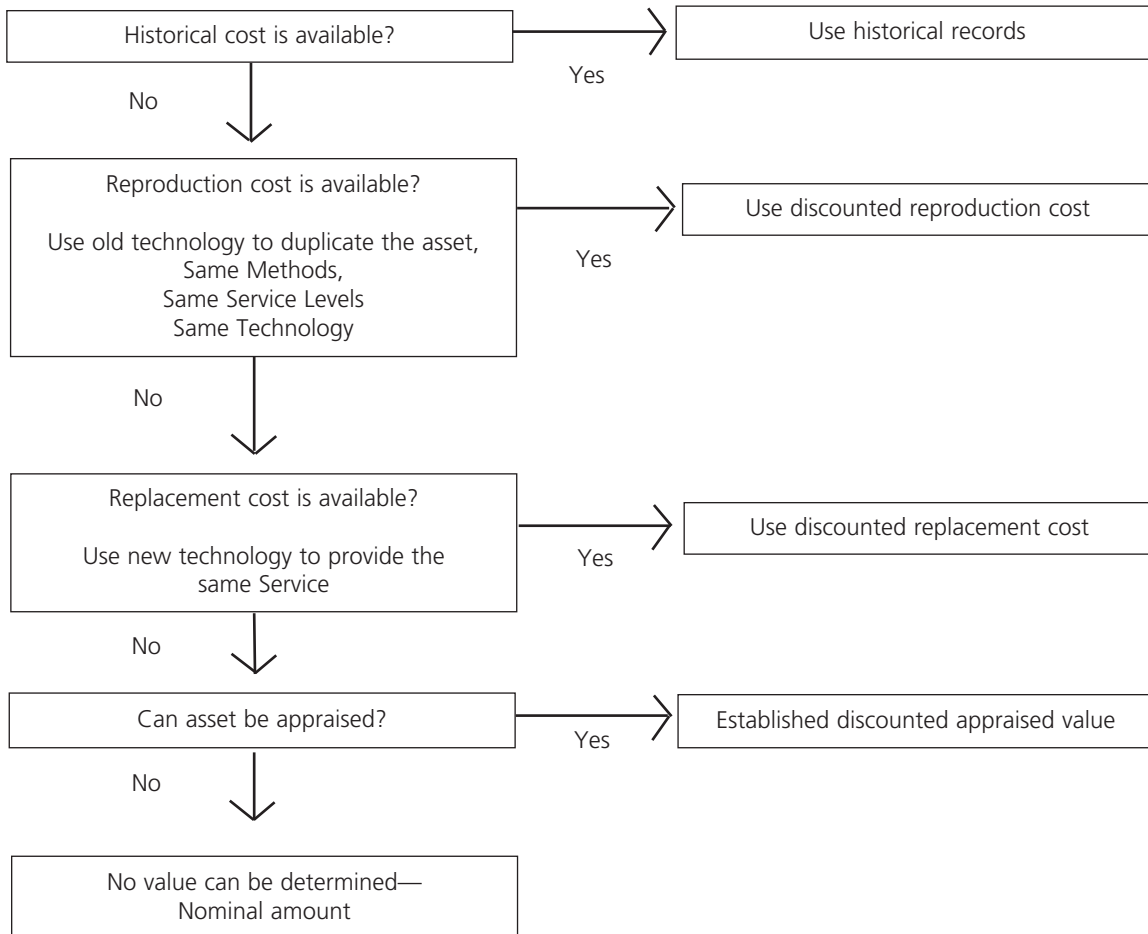 Historical cost is available?
Yes
Use historical records
No
Reproduction cost is available?
Use old technology to duplicate the asset,
Same Methods,
Same Service Levels
Same Technology
Yes
Use discounted reproduction cost
No
Replacement cost is available?
Use new technology to provide the
same Service
Yes
Use discounted replacement cost
No
Can asset be appraised?
Yes
Established discounted appraised value
No
No value can be determined—
Nominal amount